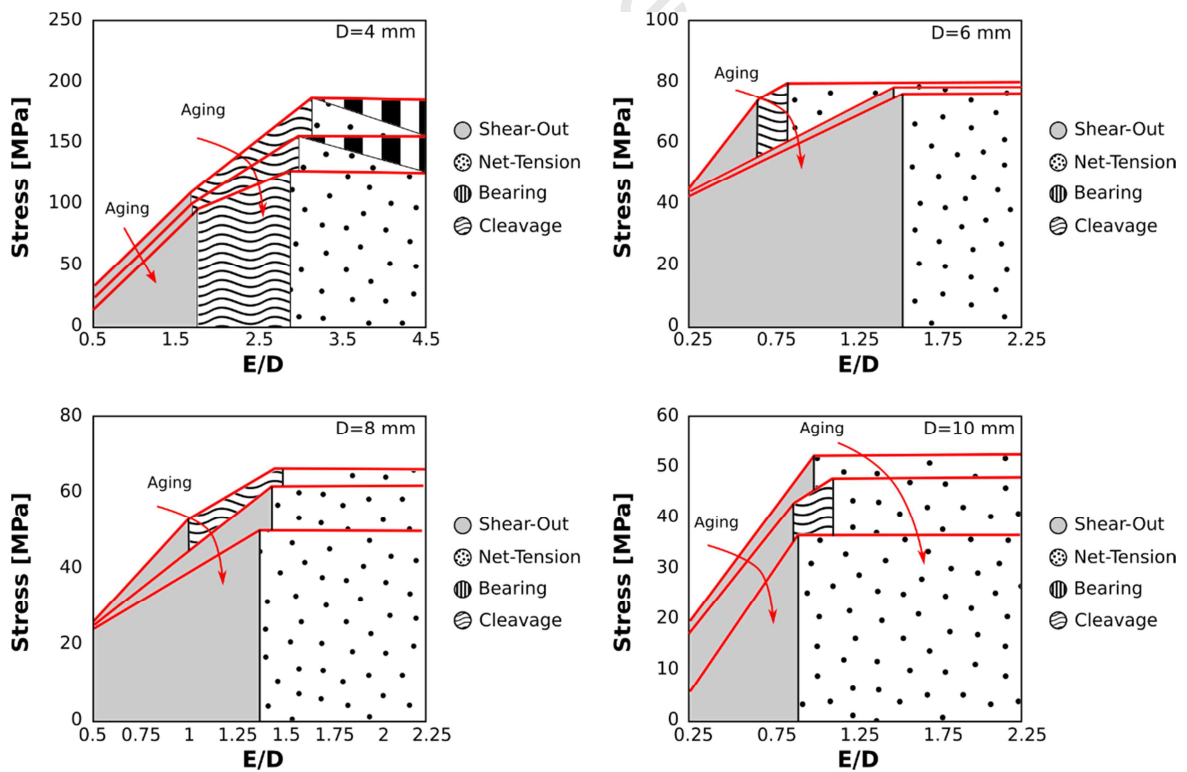 250
200
150
100
50
0
Stress [MPa]
D=4 mm
Aging
Aging
0.5 1.5 2.5 3.5 4.5
E/D
Shear-Out
Net-Tension
Bearing
Cleavage
100
80
60
40
20
0
Stress [MPa]
D=6 mm
Aging
0.25 0.75 1.25 1.75 2.25
E/D
Shear-Out
Net-Tension
Bearing
Cleavage
80
60
40
20
0
Stress [MPa]
D=8 mm
Aging
0.5 0.75 1 1.25 1.5 1.75 2 2.25
E/D
Shear-Out
Net-Tension
Bearing
Cleavage
60
50
40
30
20
10
0
Stress [MPa]
D=10 mm
Aging
Aging
0.25 0.75 1.25 1.75 2.25
E/D
Shear-Out
Net-Tension
Bearing
Cleavage